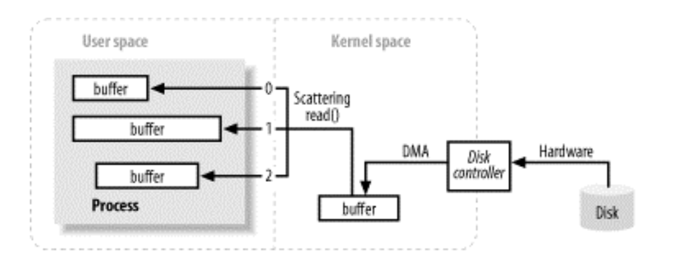 User space
Kernel space
buffer
0
Scattering
read()
buffer
1
buffer
2
Process
DMA
Disk
controller
Hardware
buffer
Disk